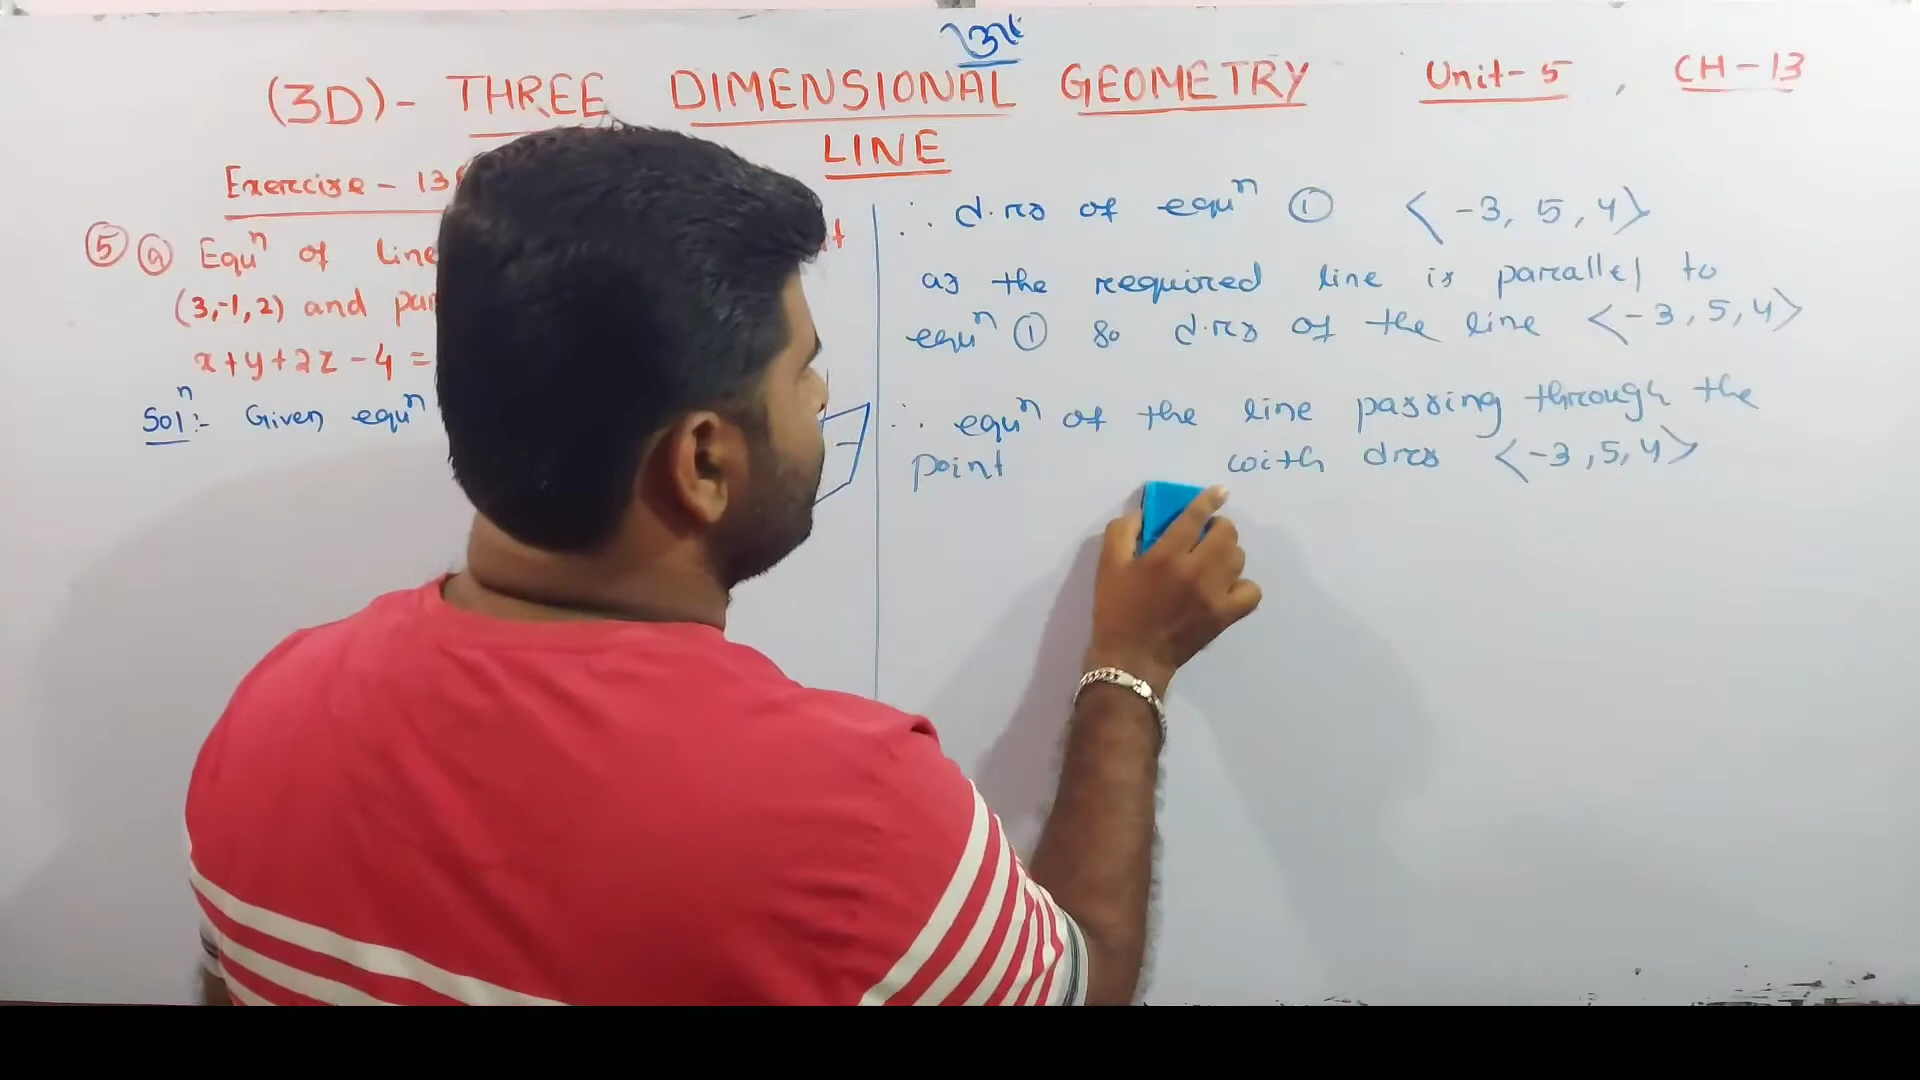 (3D)- THREE DIMENSIONAL GEOMETRY Unit-5 , CH-13
LINE
Exercise - 13
⑤ ⓐ Equⁿ of line
(3,-1,2) and
x+y+2z-4=
Solⁿ:- Given equⁿ
∴ d.rs of equⁿ ① <-3, 5, 4>
as the required line is parallel to
equⁿ ① so d.rs of the line <-3, 5, 4>
∴ equⁿ of the line passing through the
point with drs <-3, 5, 4>